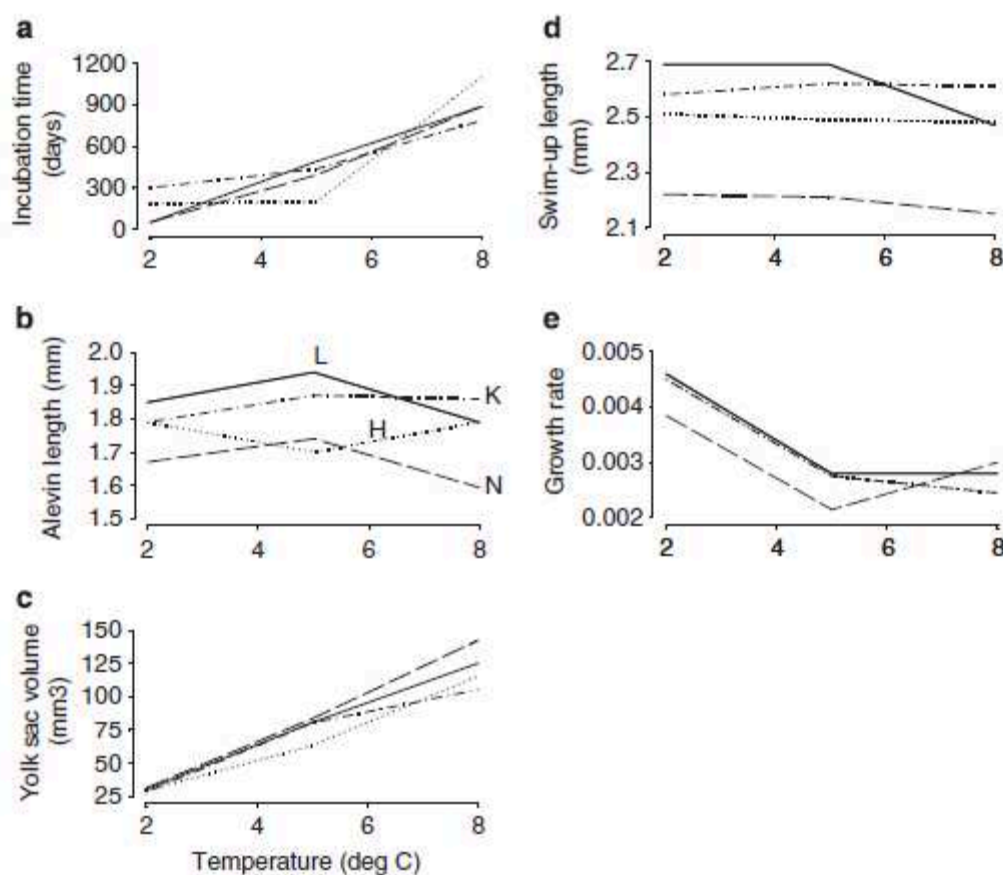 a
1200
900
600
300
0
Incubation time
(days)
2 4 6 8
b
2.0
1.9
1.8
1.7
1.6
1.5
Alevin length (mm)
L
K
H
N
2 4 6 8
c
150
125
100
75
50
25
Yolk sac volume
(mm3)
2 4 6 8
Temperature (deg C)
d
2.7
2.5
2.3
2.1
Swim-up length
(mm)
2 4 6 8
e
0.005
0.004
0.003
0.002
Growth rate
2 4 6 8